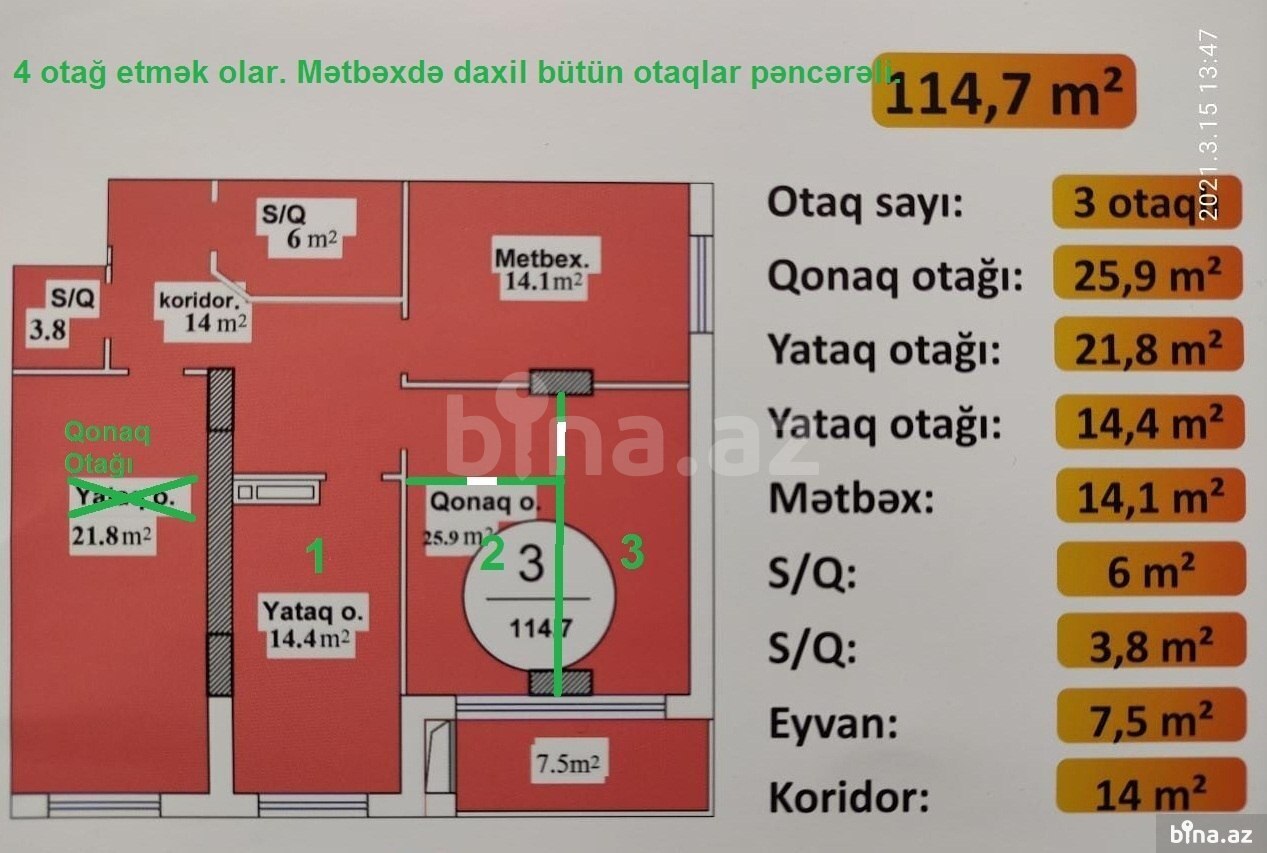 4 otağ etmək olar. Mətbəxdə daxil bütün otaqlar pəncərəli.
114,7 m²
2021.3.15 13:47
Otaq sayı: 3 otaqlı
Qonaq otağı: 25,9 m²
Yataq otağı: 21,8 m²
Yataq otağı: 14,4 m²
Mətbəx: 14,1 m²
S/Q: 6 m²
S/Q: 3,8 m²
Eyvan: 7,5 m²
Koridor: 14 m²
S/Q
6 m²
Metbex.
14.1m²
S/Q
3.8
koridor.
14 m²
Qonaq
Otağı
Yataq o.
21.8m²
1
Yataq o.
14.4m²
Qonaq o.
25.9 m²
2
3
3
114.7
7.5m²
bina.az
bina.az